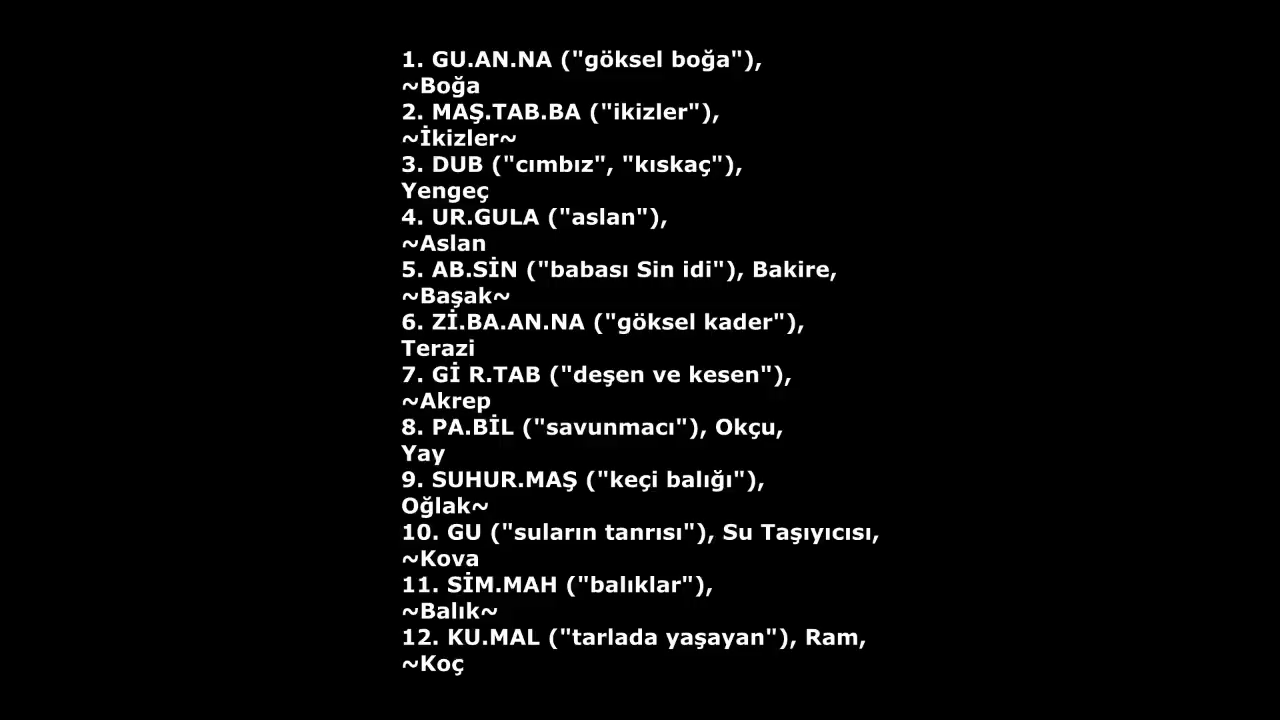 1. GU.AN.NA ("göksel boğa"),
~Boğa
2. MAŞ.TAB.BA ("ikizler"),
~İkizler~
3. DUB ("cımbız", "kıskaç"),
Yengeç
4. UR.GULA ("aslan"),
~Aslan
5. AB.SİN ("babası Sin idi"), Bakire,
~Başak~
6. Zİ.BA.AN.NA ("göksel kader"),
Terazi
7. Gİ R.TAB ("deşen ve kesen"),
~Akrep
8. PA.BİL ("savunmacı"), Okçu,
Yay
9. SUHUR.MAŞ ("keçi balığı"),
Oğlak~
10. GU ("suların tanrısı"), Su Taşıyıcısı,
~Kova
11. SİM.MAH ("balıklar"),
~Balık~
12. KU.MAL ("tarlada yaşayan"), Ram,
~Koç